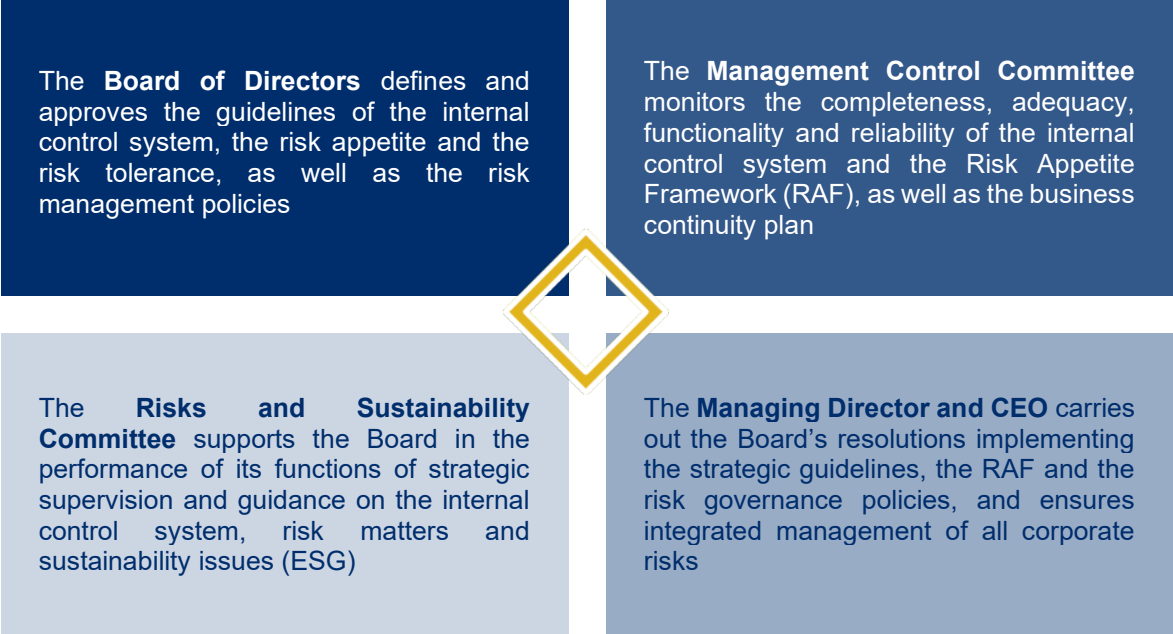 The Board of Directors defines and
approves the guidelines of the internal
control system, the risk appetite and the
risk tolerance, as well as the risk
management policies
The Management Control Committee
monitors the completeness, adequacy,
functionality and reliability of the internal
control system and the Risk Appetite
Framework (RAF), as well as the business
continuity plan
The Risks and Sustainability
Committee supports the Board in the
performance of its functions of strategic
supervision and guidance on the internal
control system, risk matters and
sustainability issues (ESG)
The Managing Director and CEO carries
out the Board’s resolutions implementing
the strategic guidelines, the RAF and the
risk governance policies, and ensures
integrated management of all corporate
risks